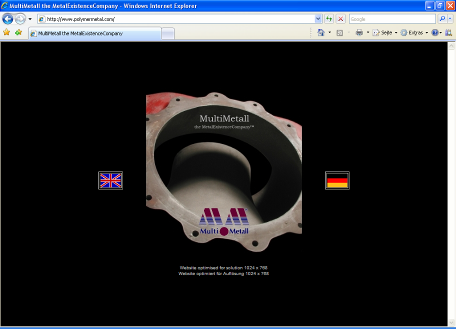 MultiMetall the MetalExistenceCompany - Windows Internet Explorer
http://www.polymermetal.com/
Google
MultiMetall the MetalExistenceCompany
Seite
Extras
MultiMetall
the MetalExistenceCompany™
Multi Metall
Website optimised for solution 1024 x 768
Website optimiert für Auflösung 1024 x 768